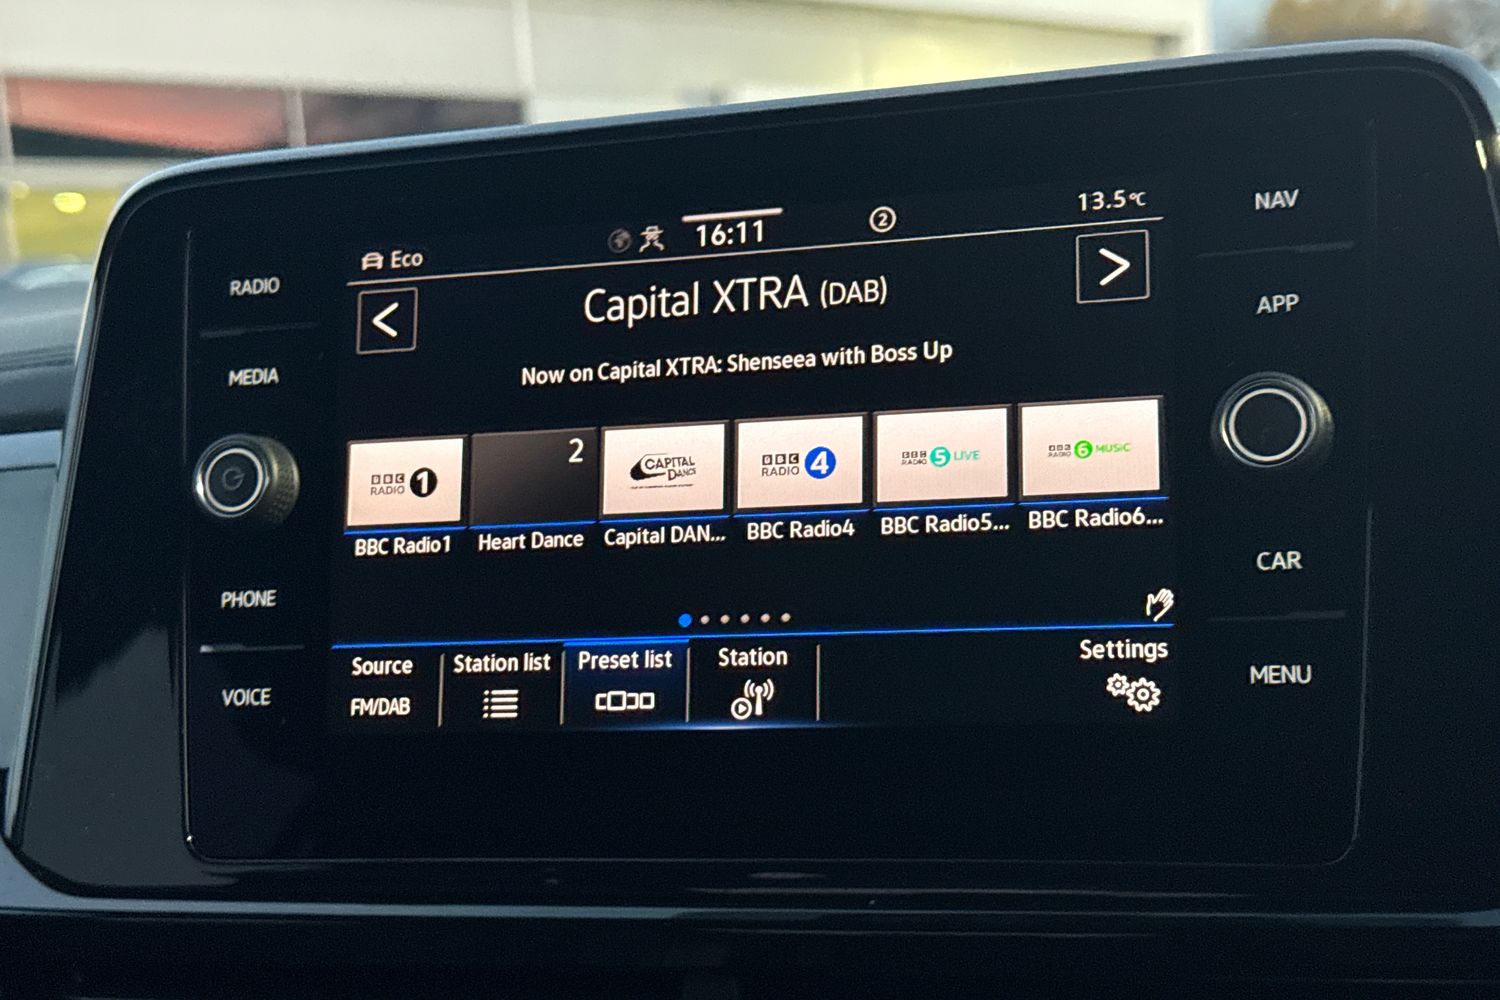 Eco
16:11
2
13.5°C
<
Capital XTRA (DAB)
>
Now on Capital XTRA: Shenseea with Boss Up
BBC RADIO 1
2
CAPITAL DANCE
BBC RADIO 4
BBC RADIO 5 LIVE
BBC RADIO 6 MUSIC
BBC Radio1
Heart Dance
Capital DAN...
BBC Radio4
BBC Radio5...
BBC Radio6...
Source
FM/DAB
Station list
Preset list
Station
Settings
RADIO
MEDIA
PHONE
VOICE
NAV
APP
CAR
MENU